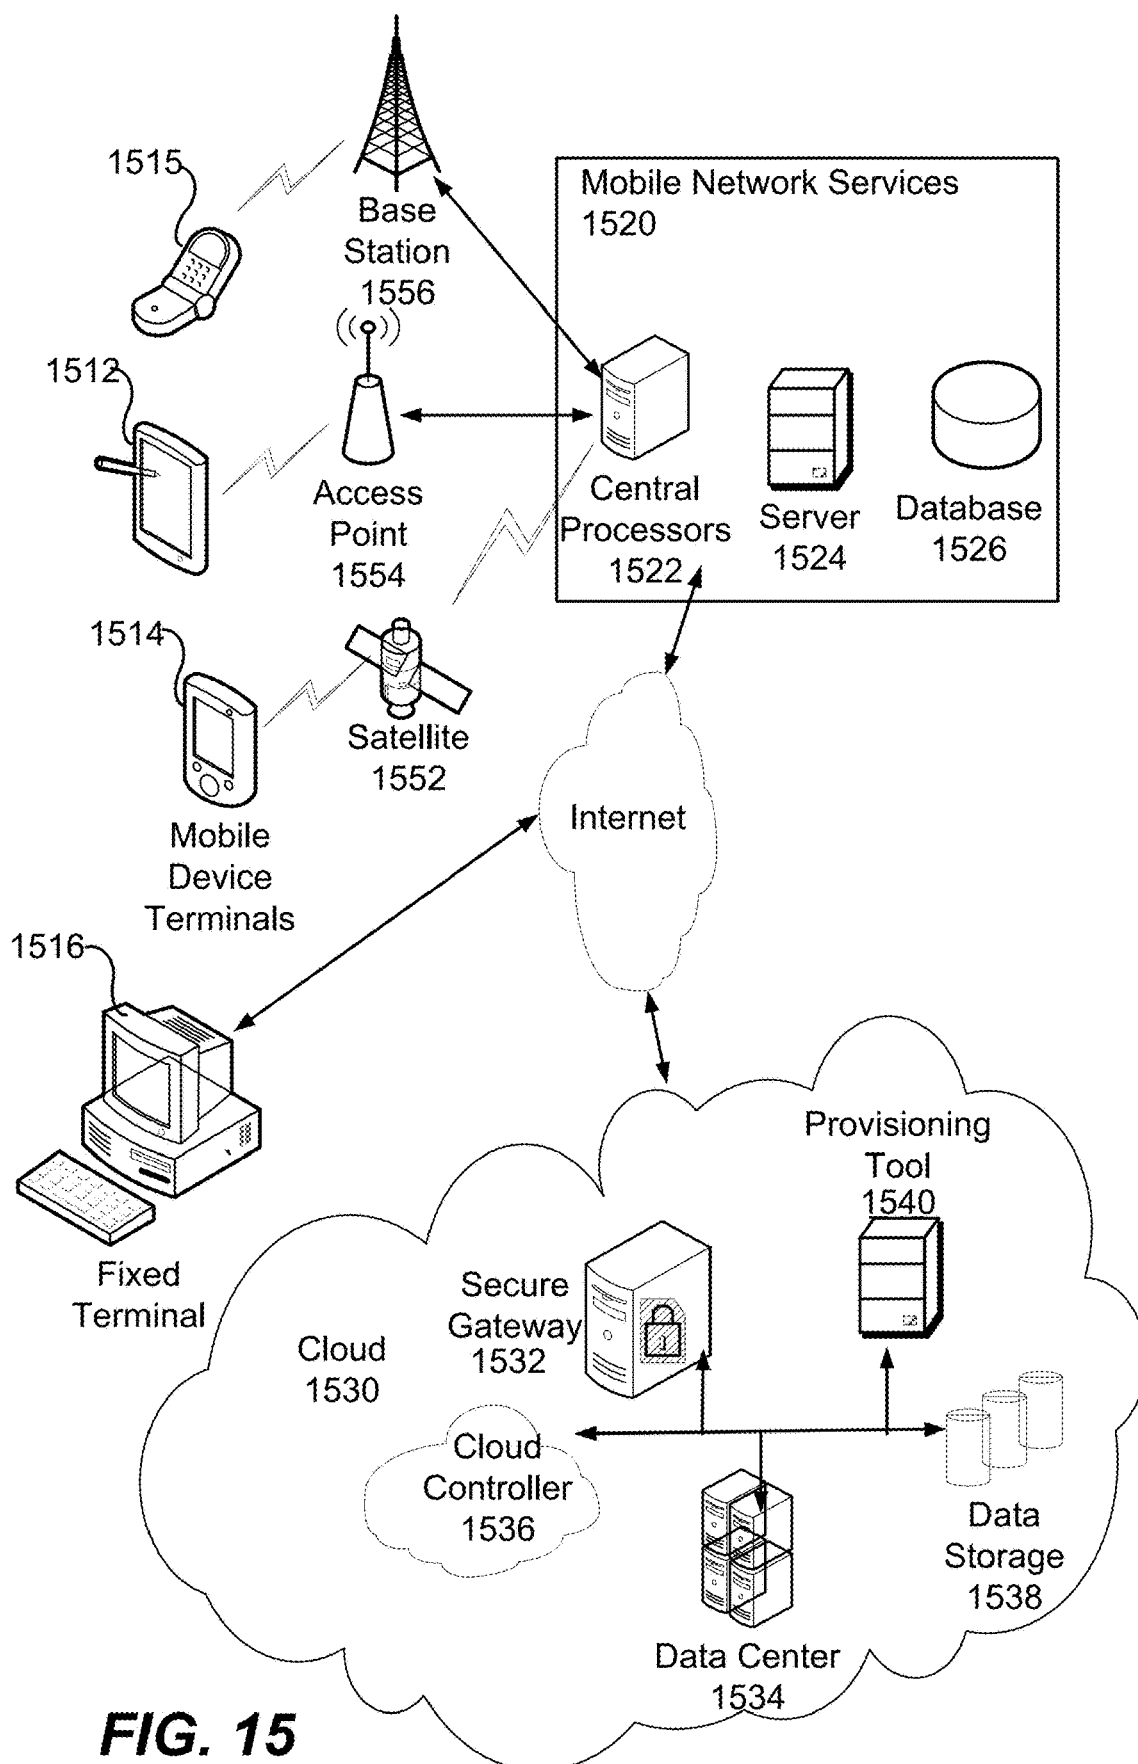 1515
Base
Station
1556
Mobile Network Services
1520
1512
Access
Point
1554
Central
Processors
1522
Server
1524
Database
1526
1514
Satellite
1552
Mobile
Device
Terminals
Internet
1516
Fixed
Terminal
Provisioning
Tool
1540
Secure
Gateway
1532
Cloud
1530
Cloud
Controller
1536
Data
Storage
1538
Data Center
1534
FIG. 15